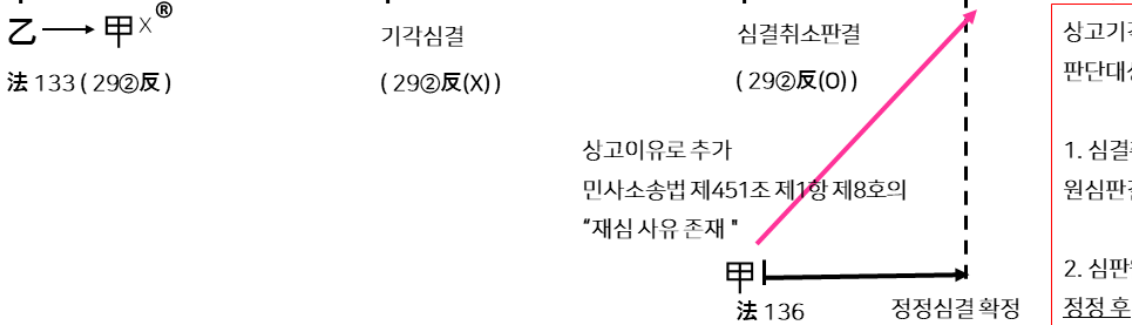 乙 → 甲 X ®
기각심결
심결취소판결
法 133 ( 29②反 )
( 29②反(X) )
( 29②反(O) )
상고이유로 추가
민사소송법 제451조 제1항 제8호의
“재심 사유 존재 "
甲
法 136
정정심결 확정
상고기
판단대
1. 심결
원심판
2. 심판
정정 후